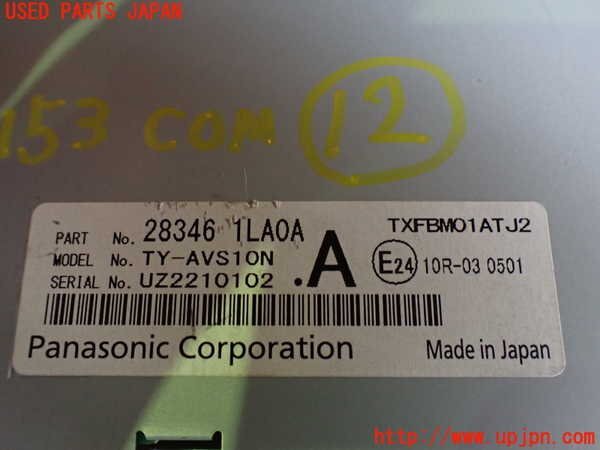 USED PARTS JAPAN
153 COM 12
PART No. 28346 1LA0A
TXFBM01ATJ2
MODEL No. TY-AVS10N
.A
E24 10R-03 0501
SERIAL No. UZ2210102
Panasonic Corporation
Made in Japan
http://www.upjpn.com/